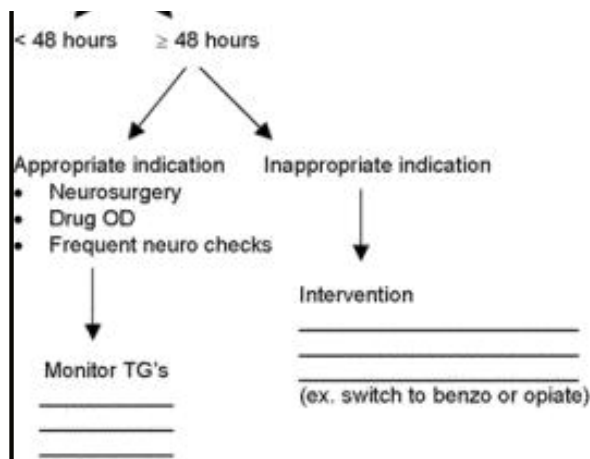 < 48 hours ≥ 48 hours
Appropriate indication Inappropriate indication
• Neurosurgery
• Drug OD
• Frequent neuro checks
Intervention
Monitor TG's
(ex. switch to benzo or opiate)